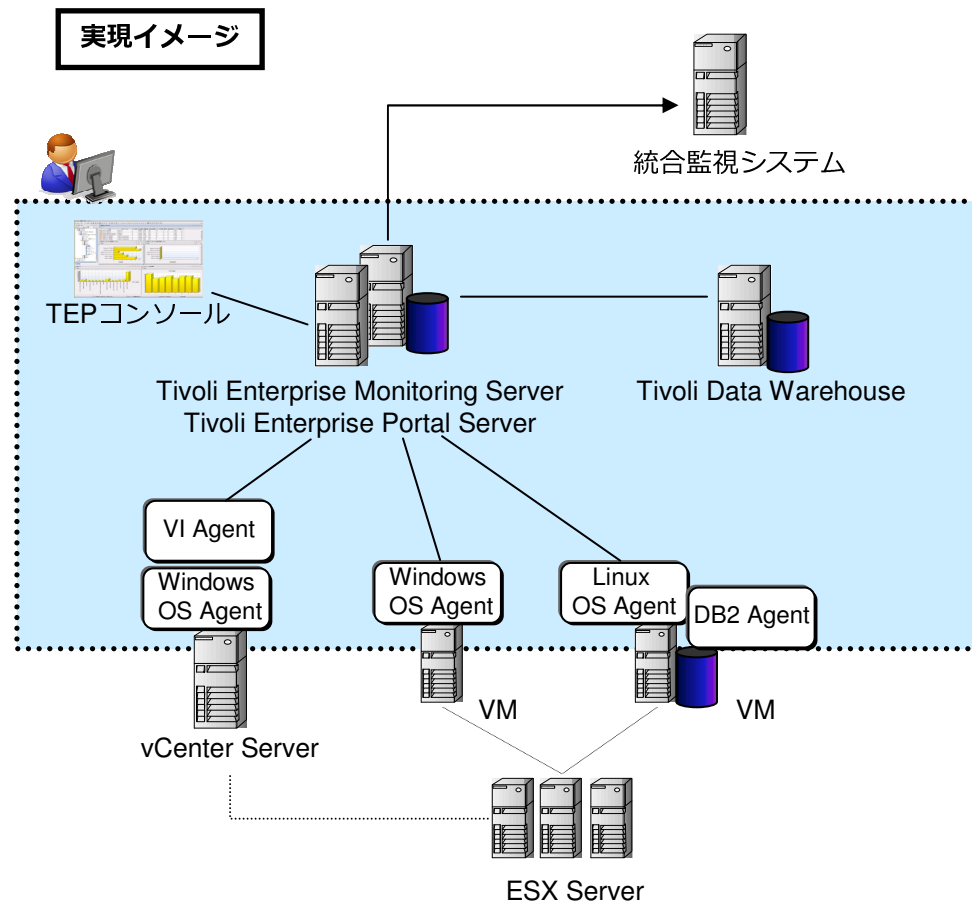 実現イメージ
統合監視システム
TEPコンソール
Tivoli Enterprise Monitoring Server
Tivoli Enterprise Portal Server
Tivoli Data Warehouse
VI Agent
Windows
OS Agent
Windows
OS Agent
Linux
OS Agent
DB2 Agent
vCenter Server
VM
VM
ESX Server